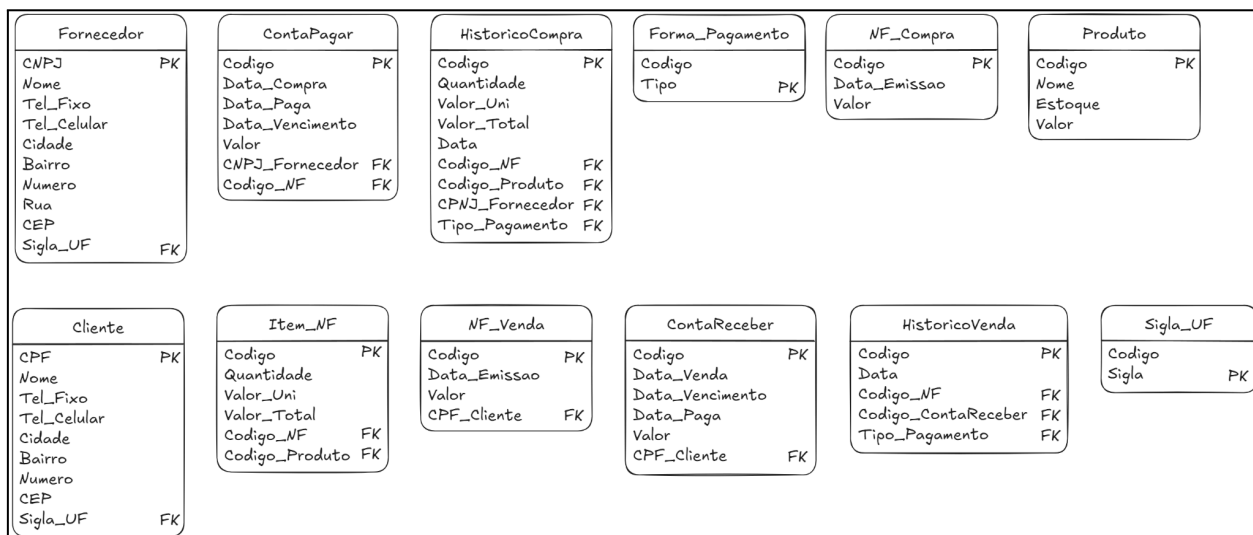 Fornecedor
CNPJ PK
Nome
Tel_Fixo
Tel_Celular
Cidade
Bairro
Numero
Rua
CEP
Sigla_UF FK
ContaPagar
Codigo PK
Data_Compra
Data_Paga
Data_Vencimento
Valor
CNPJ_Fornecedor FK
Codigo_NF FK
HistoricoCompra
Codigo PK
Quantidade
Valor_Uni
Valor_Total
Data
Codigo_NF FK
Codigo_Produto FK
CPNJ_Fornecedor FK
Tipo_Pagamento FK
Forma_Pagamento
Codigo
Tipo PK
NF_Compra
Codigo PK
Data_Emissao
Valor
Produto
Codigo PK
Nome
Estoque
Valor
Cliente
CPF PK
Nome
Tel_Fixo
Tel_Celular
Cidade
Bairro
Numero
CEP
Sigla_UF FK
Item_NF
Codigo PK
Quantidade
Valor_Uni
Valor_Total
Codigo_NF FK
Codigo_Produto FK
NF_Venda
Codigo PK
Data_Emissao
Valor
CPF_Cliente FK
ContaReceber
Codigo PK
Data_Venda
Data_Vencimento
Data_Paga
Valor
CPF_Cliente FK
HistoricoVenda
Codigo PK
Data
Codigo_NF FK
Codigo_ContaReceber FK
Tipo_Pagamento FK
Sigla_UF
Codigo
Sigla PK